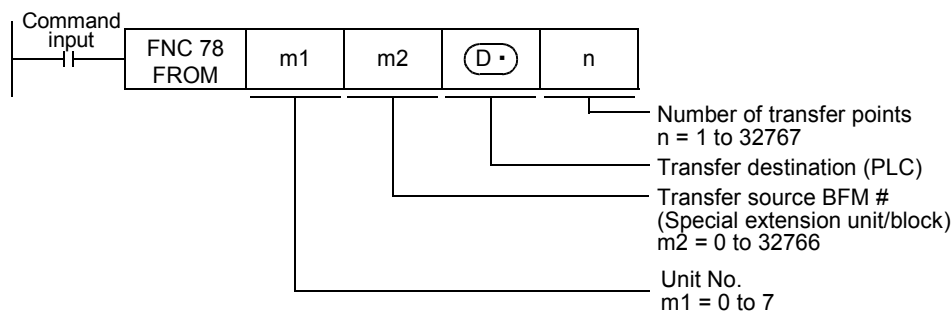 Command
input
FNC 78
FROM
m1
m2
D •
n
Number of transfer points
n = 1 to 32767
Transfer destination (PLC)
Transfer source BFM #
(Special extension unit/block)
m2 = 0 to 32766
Unit No.
m1 = 0 to 7